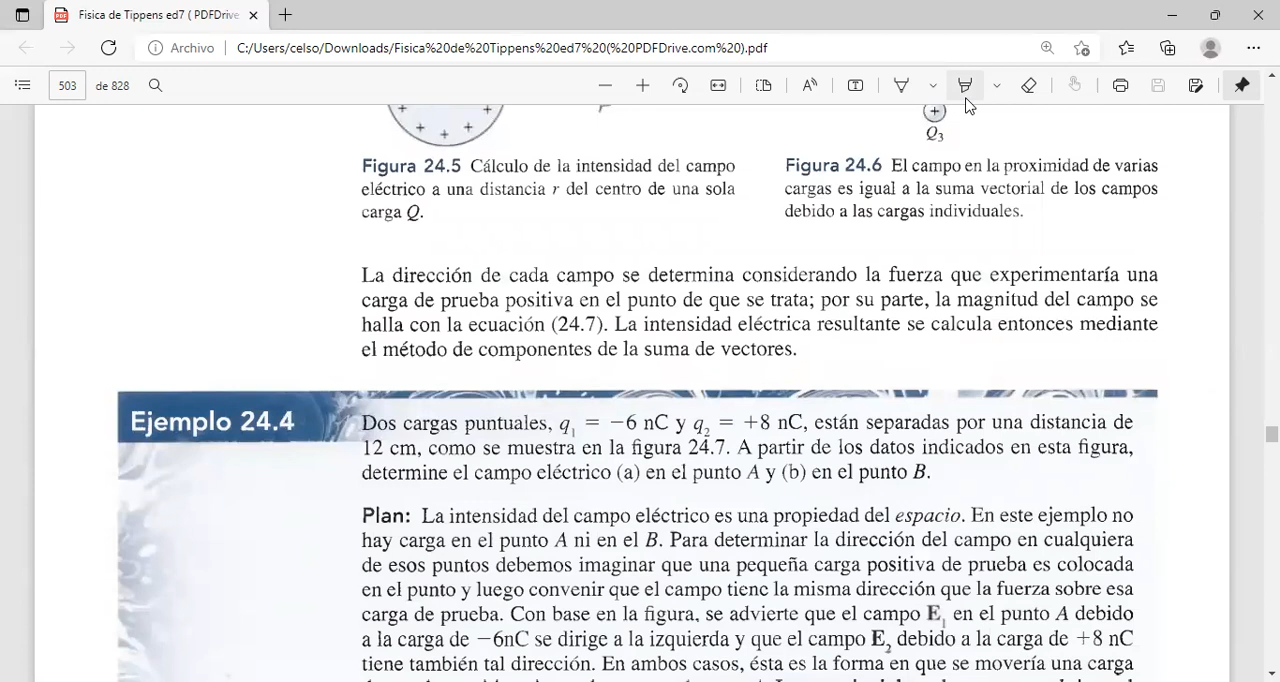 Fisica de Tippens ed7 ( PDFDrive
Archivo
C:/Users/celso/Downloads/Fisica%20de%20Tippens%20ed7%20(%20PDFDrive.com%20).pdf
503 de 828
+ + + + +
r
+
Q3
Figura 24.5 Cálculo de la intensidad del campo
eléctrico a una distancia r del centro de una sola
carga Q.
Figura 24.6 El campo en la proximidad de varias
cargas es igual a la suma vectorial de los campos
debido a las cargas individuales.
La dirección de cada campo se determina considerando la fuerza que experimentaría una
carga de prueba positiva en el punto de que se trata; por su parte, la magnitud del campo se
halla con la ecuación (24.7). La intensidad eléctrica resultante se calcula entonces mediante
el método de componentes de la suma de vectores.
Ejemplo 24.4
Dos cargas puntuales, q₁ = −6 nC y q₂ = +8 nC, están separadas por una distancia de
12 cm, como se muestra en la figura 24.7. A partir de los datos indicados en esta figura,
determine el campo eléctrico (a) en el punto A y (b) en el punto B.
Plan: La intensidad del campo eléctrico es una propiedad del espacio. En este ejemplo no
hay carga en el punto A ni en el B. Para determinar la dirección del campo en cualquiera
de esos puntos debemos imaginar que una pequeña carga positiva de prueba es colocada
en el punto y luego convenir que el campo tiene la misma dirección que la fuerza sobre esa
carga de prueba. Con base en la figura, se advierte que el campo E₁ en el punto A debido
a la carga de −6nC se dirige a la izquierda y que el campo E₂ debido a la carga de +8 nC
tiene también tal dirección. En ambos casos, ésta es la forma en que se movería una carga